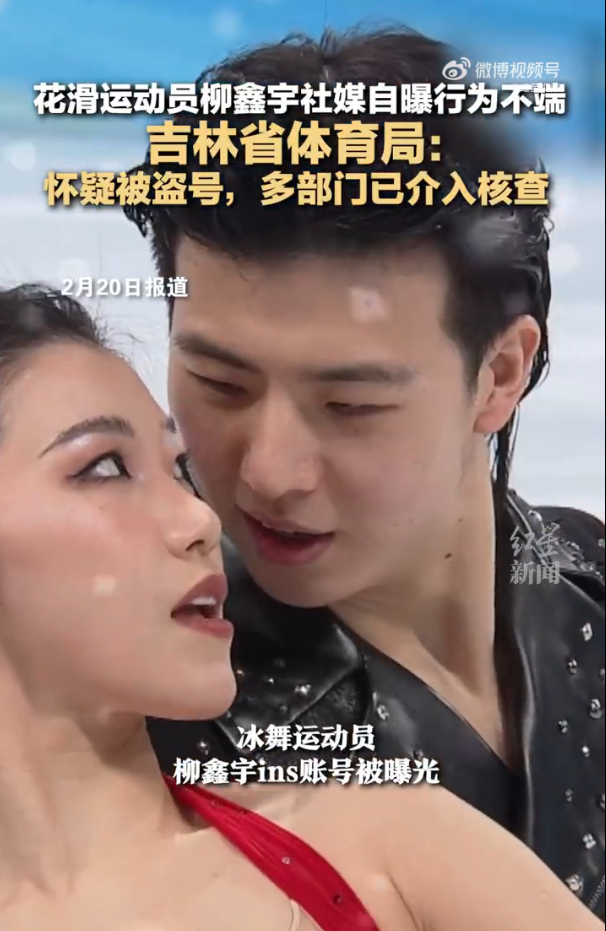 微博视频号
花滑运动员柳鑫宇社媒自曝行为不端
吉林省体育局：
怀疑被盗号，多部门已介入核查
2月20日报道
红星
新闻
冰舞运动员
柳鑫宇ins账号被曝光